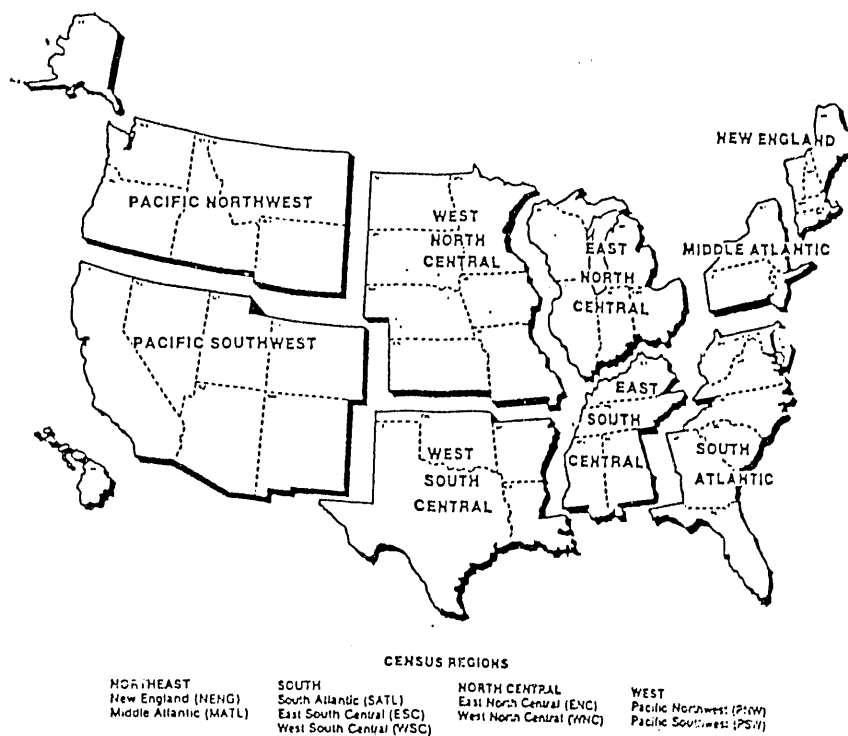 NEW ENGLAND
PACIFIC NORTHWEST
WEST
NORTH
CENTRAL
EAST
NORTH
CENTRAL
MIDDLE ATLANTIC
PACIFIC SOUTHWEST
EAST
SOUTH
CENTRAL
WEST
SOUTH
CENTRAL
SOUTH
ATLANTIC
CENSUS REGIONS
NORTHEAST
New England (NENG)
Middle Atlantic (MATL)
SOUTH
South Atlantic (SATL)
East South Central (ESC)
West South Central (WSC)
NORTH CENTRAL
East North Central (ENC)
West North Central (WNC)
WEST
Pacific Northwest (PNW)
Pacific Southwest (PSW)